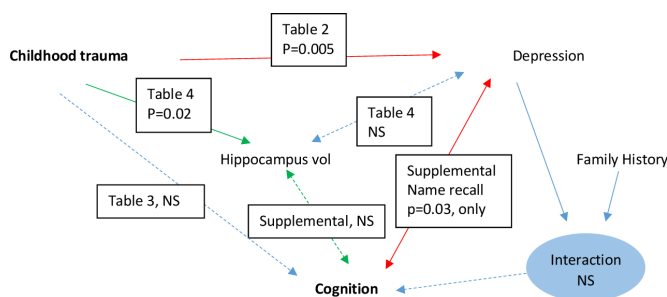 Table 2
P=0.005
Childhood trauma
Depression
Table 4
P=0.02
Table 4
NS
Hippocampus vol
Family History
Supplemental
Name recall
p=0.03, only
Table 3, NS
Supplemental, NS
Interaction
NS
Cognition